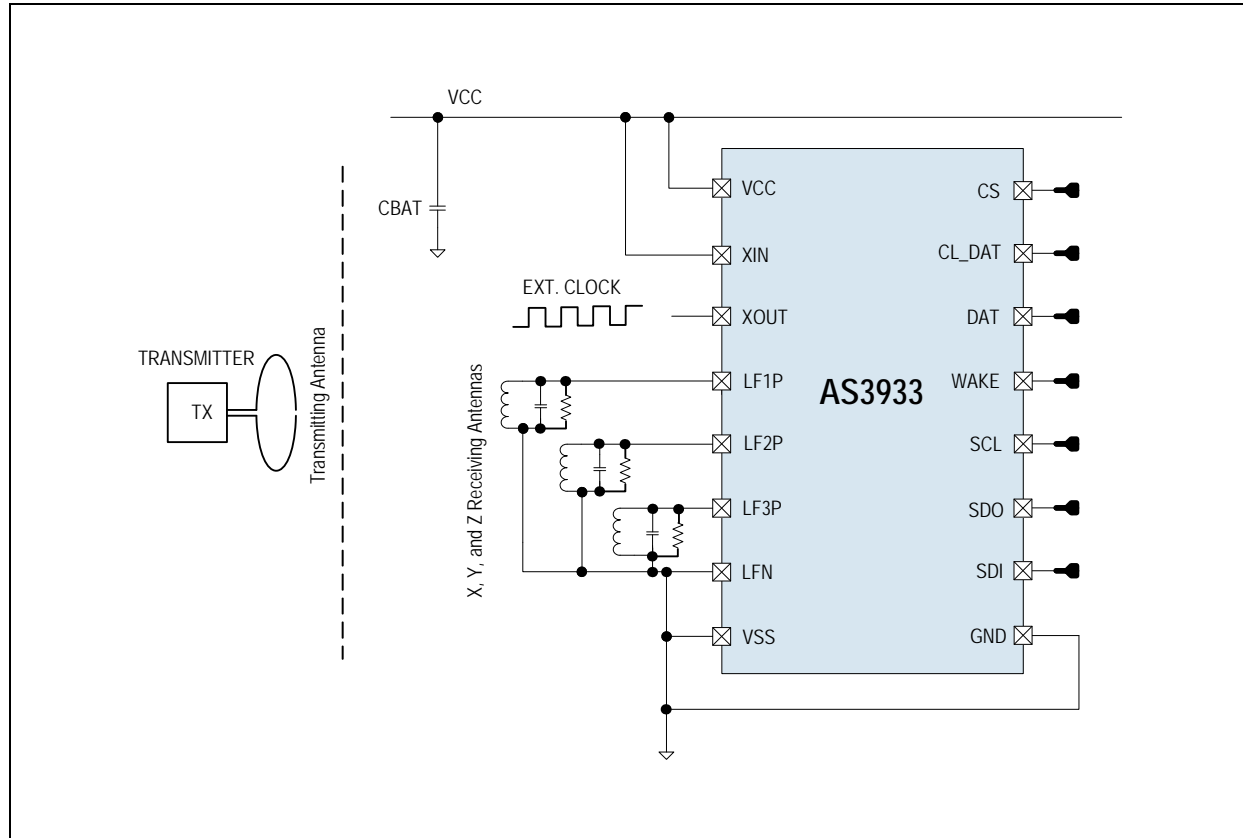 VCC
CBAT
EXT. CLOCK
TRANSMITTER
TX
Transmitting Antenna
X, Y, and Z Receiving Antennas
VCC
XIN
XOUT
LF1P
LF2P
LF3P
LFN
VSS
AS3933
CS
CL_DAT
DAT
WAKE
SCL
SDO
SDI
GND